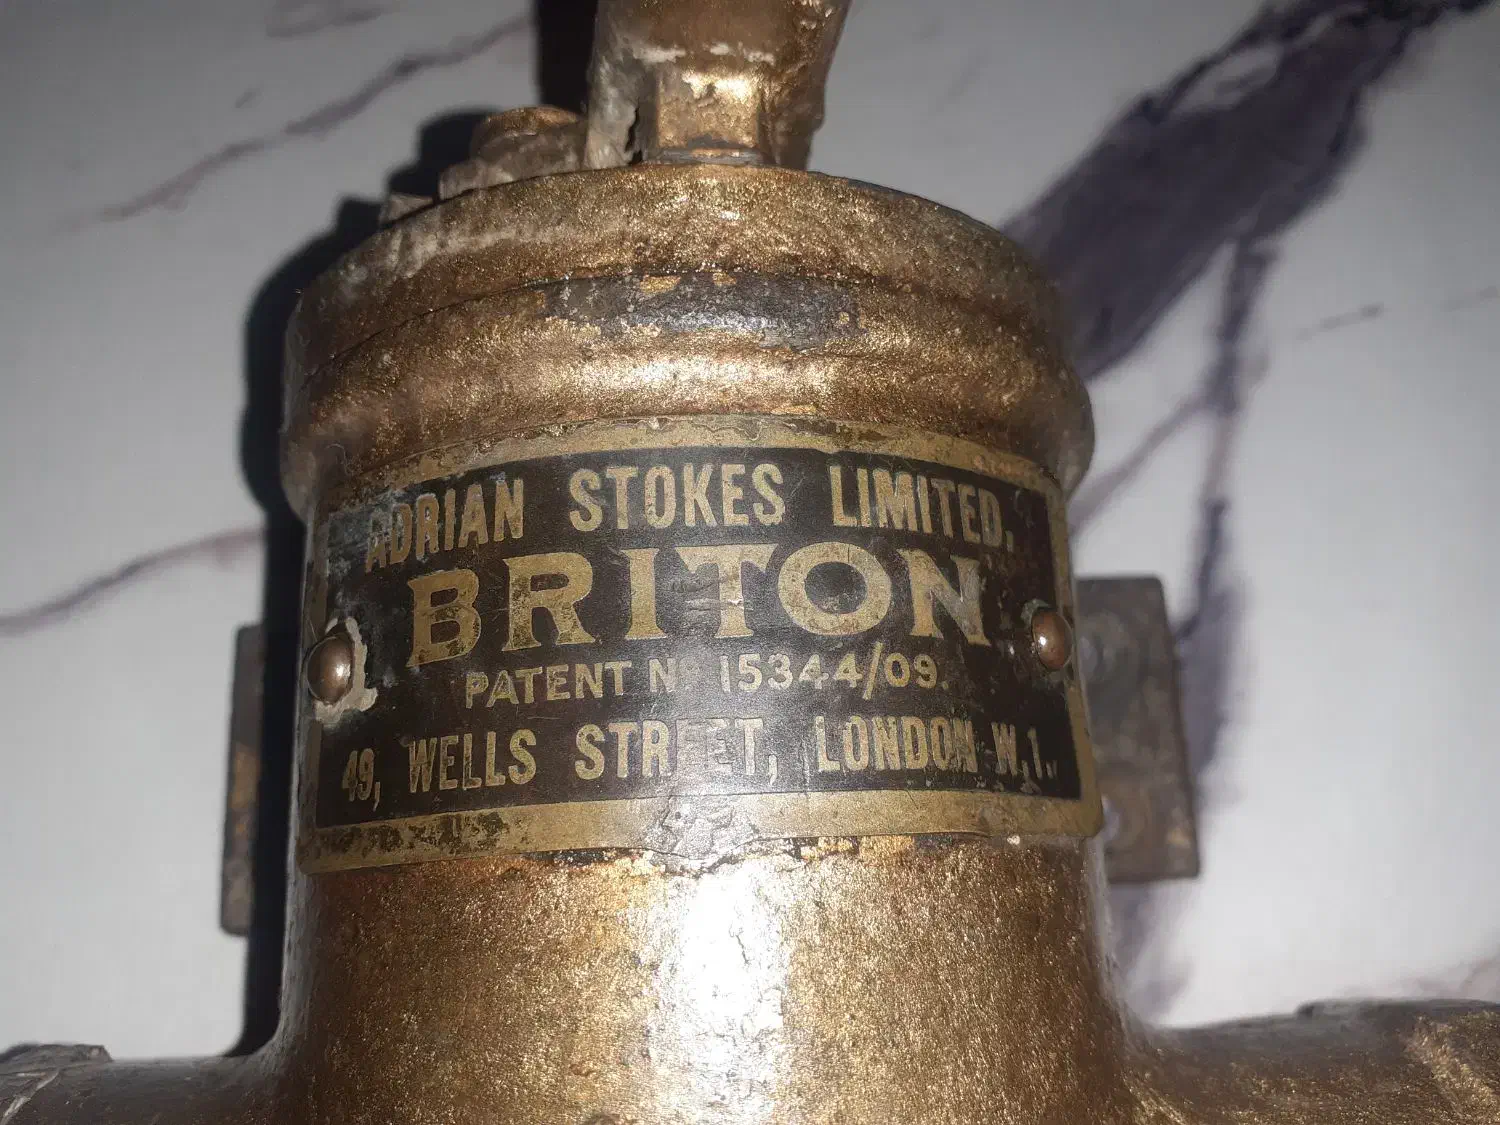 ADRIAN STOKES LIMITED.
BRITON
PATENT Nº 15344/09.
49, WELLS STREET, LONDON W.1.